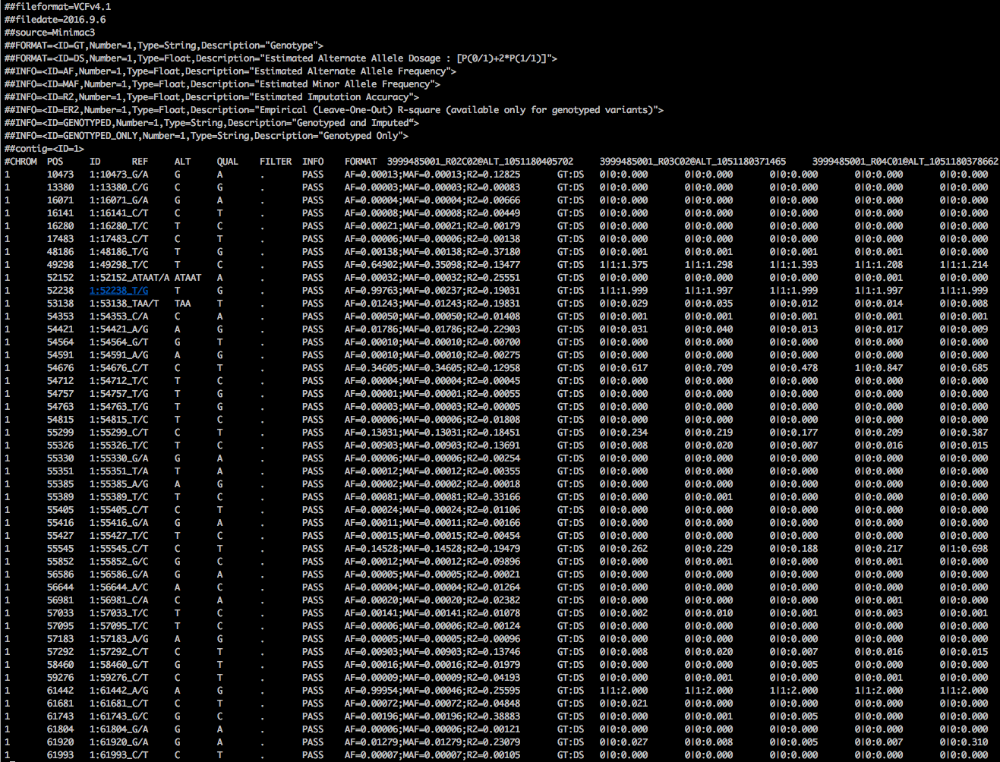 ##fileformat=VCFv4.1
##filedate=2016.9.6
##source=Minimac3
##FORMAT=<ID=GT,Number=1,Type=String,Description="Genotype">
##FORMAT=<ID=DS,Number=1,Type=Float,Description="Estimated Alternate Allele Dosage : [P(0/1)+2*P(1/1)]">
##INFO=<ID=AF,Number=1,Type=Float,Description="Estimated Alternate Allele Frequency">
##INFO=<ID=MAF,Number=1,Type=Float,Description="Estimated Minor Allele Frequency">
##INFO=<ID=R2,Number=1,Type=Float,Description="Estimated Imputation Accuracy">
##INFO=<ID=ER2,Number=1,Type=Float,Description="Empirical (Leave-One-Out) R-square (available only for genotyped variants)">
##INFO=<ID=GENOTYPED,Number=1,Type=String,Description="Genotyped and Imputed“>
##INFO=<ID=GENOTYPED_ONLY,Number=1,Type=String,Description="Genotyped Only">
##contig=<ID=1>
#CHROM POS ID REF ALT QUAL FILTER INFO FORMAT 3999485001_R02C02@ALT_1051180405702 3999485001_R03C02@ALT_1051180371465 3999485001_R04C01@ALT_1051180378662
1 10473 1:10473_G/A G A . PASS AF=0.00013;MAF=0.00013;R2=0.12825 GT:DS 0|0:0.000 0|0:0.000 0|0:0.000 0|0:0.000 0|0:0.000
1 13380 1:13380_C/G C G . PASS AF=0.00003;MAF=0.00003;R2=0.00083 GT:DS 0|0:0.000 0|0:0.000 0|0:0.000 0|0:0.000 0|0:0.000
1 16071 1:16071_G/A G A . PASS AF=0.00004;MAF=0.00004;R2=0.00666 GT:DS 0|0:0.000 0|0:0.000 0|0:0.000 0|0:0.000 0|0:0.000
1 16141 1:16141_C/T C T . PASS AF=0.00008;MAF=0.00008;R2=0.00449 GT:DS 0|0:0.000 0|0:0.000 0|0:0.000 0|0:0.000 0|0:0.000
1 16280 1:16280_T/C T C . PASS AF=0.00021;MAF=0.00021;R2=0.00179 GT:DS 0|0:0.000 0|0:0.000 0|0:0.000 0|0:0.000 0|0:0.000
1 17483 1:17483_C/T C T . PASS AF=0.00006;MAF=0.00006;R2=0.00138 GT:DS 0|0:0.000 0|0:0.000 0|0:0.000 0|0:0.000 0|0:0.000
1 48186 1:48186_T/G T G . PASS AF=0.00138;MAF=0.00138;R2=0.37180 GT:DS 0|0:0.001 0|0:0.001 0|0:0.001 0|0:0.000 0|0:0.000
1 49298 1:49298_T/C T C . PASS AF=0.64902;MAF=0.35098;R2=0.13477 GT:DS 1|1:1.375 1|1:1.298 1|1:1.393 1|1:1.208 1|1:1.214
1 52152 1:52152_ATAAT/A ATAAT A . PASS AF=0.00032;MAF=0.00032;R2=0.25551 GT:DS 0|0:0.000 0|0:0.000 0|0:0.000 0|0:0.001 0|0:0.000
1 52238 1:52238_T/G T G . PASS AF=0.99763;MAF=0.00237;R2=0.19031 GT:DS 1|1:1.999 1|1:1.997 1|1:1.999 1|1:1.997 1|1:1.999
1 53138 1:53138_TAA/T TAA T . PASS AF=0.01243;MAF=0.01243;R2=0.19831 GT:DS 0|0:0.029 0|0:0.035 0|0:0.012 0|0:0.014 0|0:0.008
1 54353 1:54353_C/A C A . PASS AF=0.00050;MAF=0.00050;R2=0.01408 GT:DS 0|0:0.001 0|0:0.001 0|0:0.001 0|0:0.001 0|0:0.001
1 54421 1:54421_A/G A G . PASS AF=0.01786;MAF=0.01786;R2=0.22903 GT:DS 0|0:0.031 0|0:0.040 0|0:0.013 0|0:0.017 0|0:0.009
1 54564 1:54564_G/T G T . PASS AF=0.00010;MAF=0.00010;R2=0.00700 GT:DS 0|0:0.000 0|0:0.000 0|0:0.000 0|0:0.000 0|0:0.000
1 54591 1:54591_A/G A G . PASS AF=0.00010;MAF=0.00010;R2=0.00275 GT:DS 0|0:0.000 0|0:0.000 0|0:0.000 0|0:0.000 0|0:0.000
1 54676 1:54676_C/T C T . PASS AF=0.34605;MAF=0.34605;R2=0.12958 GT:DS 0|0:0.617 0|0:0.709 0|0:0.478 1|0:0.847 0|0:0.685
1 54712 1:54712_T/C T C . PASS AF=0.00004;MAF=0.00004;R2=0.00045 GT:DS 0|0:0.000 0|0:0.000 0|0:0.000 0|0:0.000 0|0:0.000
1 54757 1:54757_T/G T G . PASS AF=0.00001;MAF=0.00001;R2=0.00055 GT:DS 0|0:0.000 0|0:0.000 0|0:0.000 0|0:0.000 0|0:0.000
1 54763 1:54763_T/G T G . PASS AF=0.00003;MAF=0.00003;R2=0.00005 GT:DS 0|0:0.000 0|0:0.000 0|0:0.000 0|0:0.000 0|0:0.000
1 54815 1:54815_T/C T C . PASS AF=0.00006;MAF=0.00006;R2=0.01808 GT:DS 0|0:0.000 0|0:0.000 0|0:0.000 0|0:0.000 0|0:0.000
1 55299 1:55299_C/T C T . PASS AF=0.13031;MAF=0.13031;R2=0.18451 GT:DS 0|0:0.234 0|0:0.219 0|0:0.177 0|0:0.209 0|0:0.387
1 55326 1:55326_T/C T C . PASS AF=0.00903;MAF=0.00903;R2=0.13691 GT:DS 0|0:0.008 0|0:0.020 0|0:0.007 0|0:0.016 0|0:0.015
1 55330 1:55330_G/A G A . PASS AF=0.00006;MAF=0.00006;R2=0.00254 GT:DS 0|0:0.000 0|0:0.000 0|0:0.000 0|0:0.000 0|0:0.000
1 55351 1:55351_T/A T A . PASS AF=0.00012;MAF=0.00012;R2=0.00355 GT:DS 0|0:0.000 0|0:0.000 0|0:0.000 0|0:0.000 0|0:0.000
1 55385 1:55385_A/G A G . PASS AF=0.00002;MAF=0.00002;R2=0.00018 GT:DS 0|0:0.000 0|0:0.000 0|0:0.000 0|0:0.000 0|0:0.000
1 55389 1:55389_T/C T C . PASS AF=0.00081;MAF=0.00081;R2=0.33166 GT:DS 0|0:0.000 0|0:0.001 0|0:0.000 0|0:0.000 0|0:0.000
1 55405 1:55405_C/T C T . PASS AF=0.00024;MAF=0.00024;R2=0.01106 GT:DS 0|0:0.000 0|0:0.000 0|0:0.000 0|0:0.000 0|0:0.000
1 55416 1:55416_G/A G A . PASS AF=0.00011;MAF=0.00011;R2=0.00166 GT:DS 0|0:0.000 0|0:0.000 0|0:0.000 0|0:0.000 0|0:0.000
1 55427 1:55427_T/C T C . PASS AF=0.00015;MAF=0.00015;R2=0.00454 GT:DS 0|0:0.000 0|0:0.000 0|0:0.000 0|0:0.000 0|0:0.000
1 55545 1:55545_C/T C T . PASS AF=0.14528;MAF=0.14528;R2=0.19479 GT:DS 0|0:0.262 0|0:0.229 0|0:0.188 0|0:0.217 0|1:0.698
1 55852 1:55852_G/C G C . PASS AF=0.00012;MAF=0.00012;R2=0.09896 GT:DS 0|0:0.000 0|0:0.001 0|0:0.000 0|0:0.001 0|0:0.000
1 56586 1:56586_G/A G A . PASS AF=0.00005;MAF=0.00005;R2=0.00021 GT:DS 0|0:0.000 0|0:0.000 0|0:0.000 0|0:0.000 0|0:0.000
1 56644 1:56644_A/C A C . PASS AF=0.00004;MAF=0.00004;R2=0.01264 GT:DS 0|0:0.000 0|0:0.000 0|0:0.000 0|0:0.000 0|0:0.000
1 56981 1:56981_C/A C A . PASS AF=0.00020;MAF=0.00020;R2=0.02382 GT:DS 0|0:0.000 0|0:0.000 0|0:0.000 0|0:0.001 0|0:0.000
1 57033 1:57033_T/C T C . PASS AF=0.00141;MAF=0.00141;R2=0.01078 GT:DS 0|0:0.002 0|0:0.010 0|0:0.001 0|0:0.003 0|0:0.001
1 57095 1:57095_T/C T C . PASS AF=0.00006;MAF=0.00006;R2=0.00124 GT:DS 0|0:0.000 0|0:0.000 0|0:0.000 0|0:0.000 0|0:0.000
1 57183 1:57183_A/G A G . PASS AF=0.00005;MAF=0.00005;R2=0.00096 GT:DS 0|0:0.000 0|0:0.000 0|0:0.000 0|0:0.000 0|0:0.000
1 57292 1:57292_C/T C T . PASS AF=0.00903;MAF=0.00903;R2=0.13746 GT:DS 0|0:0.008 0|0:0.020 0|0:0.007 0|0:0.016 0|0:0.015
1 58460 1:58460_G/T G T . PASS AF=0.00016;MAF=0.00016;R2=0.01979 GT:DS 0|0:0.000 0|0:0.000 0|0:0.005 0|0:0.000 0|0:0.000
1 59276 1:59276_C/T C T . PASS AF=0.00009;MAF=0.00009;R2=0.04193 GT:DS 0|0:0.000 0|0:0.001 0|0:0.000 0|0:0.001 0|0:0.000
1 61442 1:61442_A/G A G . PASS AF=0.99954;MAF=0.00046;R2=0.25595 GT:DS 1|1:2.000 1|1:2.000 1|1:2.000 1|1:2.000 1|1:2.000
1 61681 1:61681_C/T C T . PASS AF=0.00072;MAF=0.00072;R2=0.04848 GT:DS 0|0:0.021 0|0:0.000 0|0:0.000 0|0:0.000 0|0:0.000
1 61743 1:61743_G/C G C . PASS AF=0.00196;MAF=0.00196;R2=0.38883 GT:DS 0|0:0.000 0|0:0.001 0|0:0.005 0|0:0.000 0|0:0.000
1 61804 1:61804_G/A G A . PASS AF=0.00006;MAF=0.00006;R2=0.00121 GT:DS 0|0:0.000 0|0:0.000 0|0:0.000 0|0:0.000 0|0:0.000
1 61920 1:61920_G/A G A . PASS AF=0.01279;MAF=0.01279;R2=0.23079 GT:DS 0|0:0.027 0|0:0.008 0|0:0.005 0|0:0.007 0|0:0.310
1 61993 1:61993_C/T C T . PASS AF=0.00007;MAF=0.00007;R2=0.00105 GT:DS 0|0:0.000 0|0:0.000 0|0:0.000 0|0:0.000 0|0:0.000